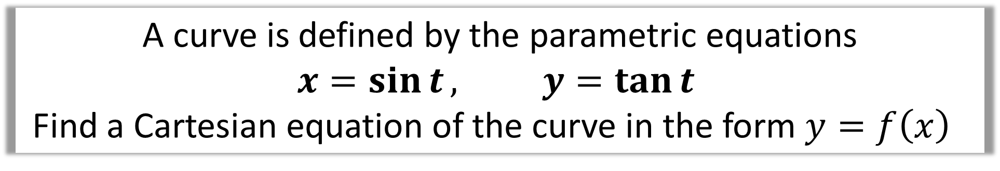 A curve is defined by the parametric equations
x = sin t, y = tan t
Find a Cartesian equation of the curve in the form y = f(x)